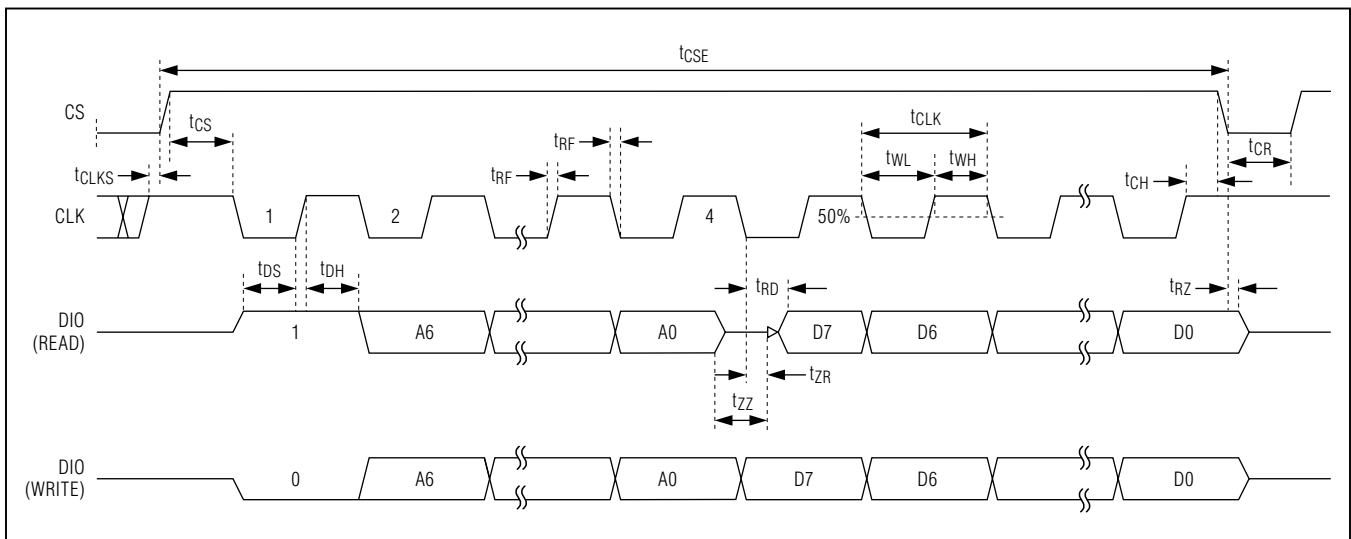 tCSE
CS
tCS
tCLK
tRF
tCR
tCLKS
tRF
tWL
tWH
tCH
CLK
1
2
4
50%
tDS
tDH
tRD
tRZ
DIO
(READ)
1
A6
A0
D7
D6
D0
tZR
tZZ
DIO
(WRITE)
0
A6
A0
D7
D6
D0